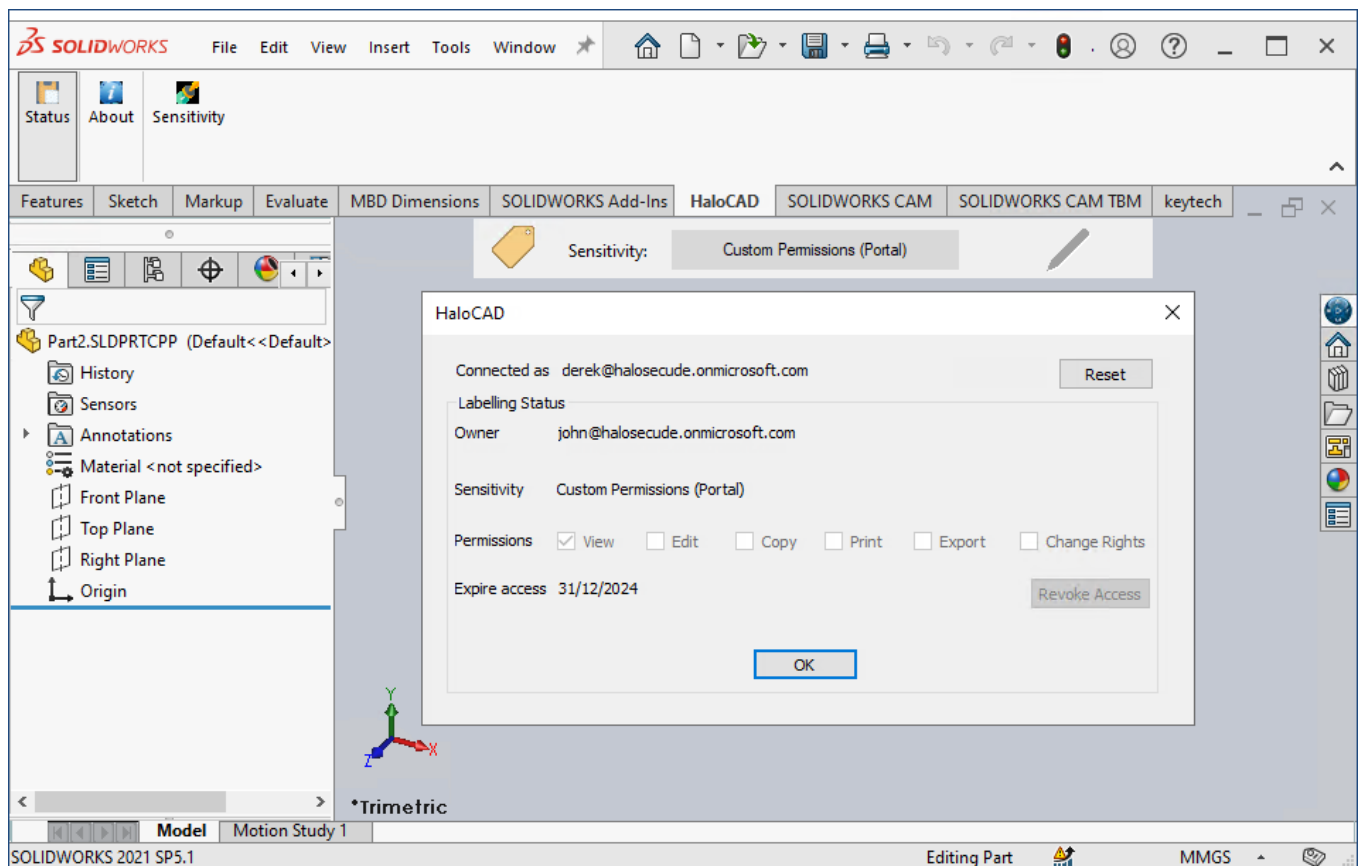 SOLIDWORKS File Edit View Insert Tools Window
Status About Sensitivity
Features Sketch Markup Evaluate MBD Dimensions SOLIDWORKS Add-Ins HaloCAD SOLIDWORKS CAM SOLIDWORKS CAM TBM keytech
Sensitivity: Custom Permissions (Portal)
Part2.SLDPRTCPP (Default<<Default>
History
Sensors
Annotations
Material <not specified>
Front Plane
Top Plane
Right Plane
Origin
HaloCAD
Connected as derek@halosecude.onmicrosoft.com Reset
Labelling Status
Owner john@halosecude.onmicrosoft.com
Sensitivity Custom Permissions (Portal)
Permissions View Edit Copy Print Export Change Rights
Expire access 31/12/2024 Revoke Access
OK
Y
X
Z
*Trimetric
Model Motion Study 1
SOLIDWORKS 2021 SP5.1 Editing Part MMGS